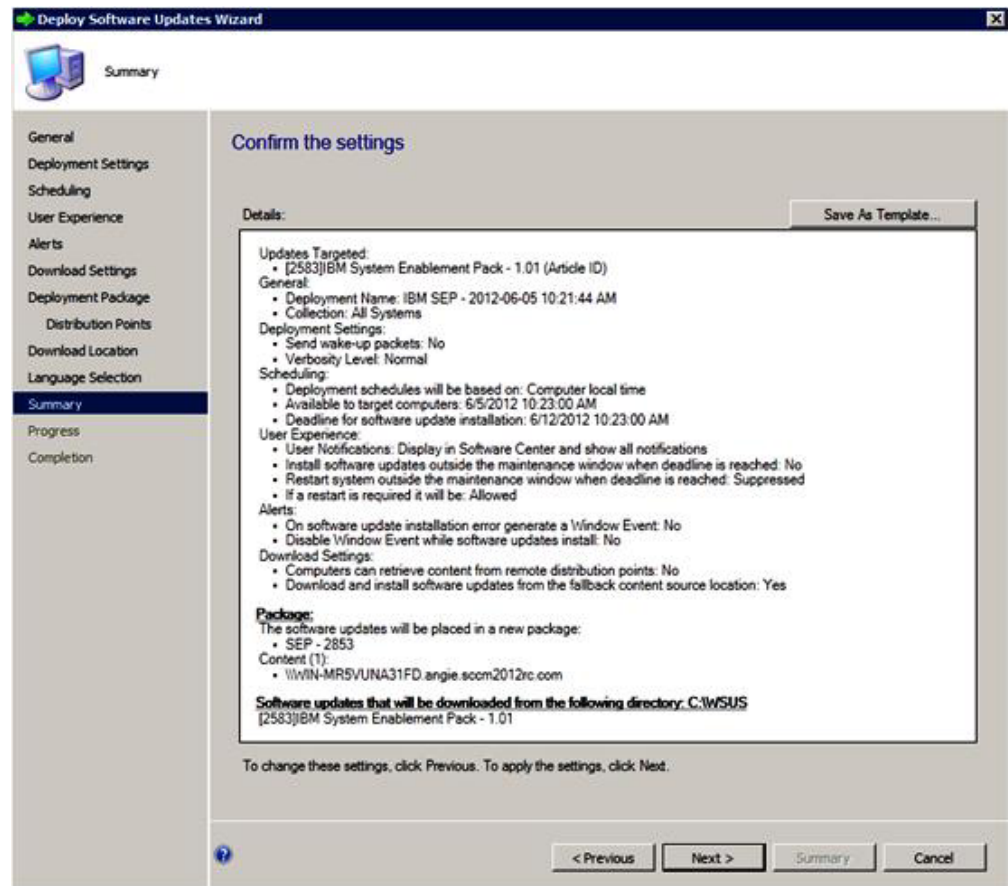 Deploy Software Updates Wizard
Summary
General
Deployment Settings
Scheduling
User Experience
Alerts
Download Settings
Deployment Package
Distribution Points
Download Location
Language Selection
Summary
Progress
Completion
Confirm the settings
Details:
Save As Template...
Updates Targeted:
• [2583]IBM System Enablement Pack - 1.01 (Article ID)
General:
• Deployment Name: IBM SEP - 2012-06-05 10:21:44 AM
• Collection: All Systems
Deployment Settings:
• Send wake-up packets: No
• Verbosity Level: Normal
Scheduling:
• Deployment schedules will be based on: Computer local time
• Available to target computers: 6/5/2012 10:23:00 AM
• Deadline for software update installation: 6/12/2012 10:23:00 AM
User Experience:
• User Notifications: Display in Software Center and show all notifications
• Install software updates outside the maintenance window when deadline is reached: No
• Restart system outside the maintenance window when deadline is reached: Suppressed
• If a restart is required it will be: Allowed
Alerts:
• On software update installation error generate a Window Event: No
• Disable Window Event while software updates install: No
Download Settings:
• Computers can retrieve content from remote distribution points: No
• Download and install software updates from the fallback content source location: Yes
Package:
The software updates will be placed in a new package:
• SEP - 2853
Content (1):
• \\\WIN-MR5VUNA31FD.angie.sccm2012rc.com
Software updates that will be downloaded from the following directory: C:\WSUS
[2583]IBM System Enablement Pack - 1.01
To change these settings, click Previous. To apply the settings, click Next.
< Previous
Next >
Summary
Cancel